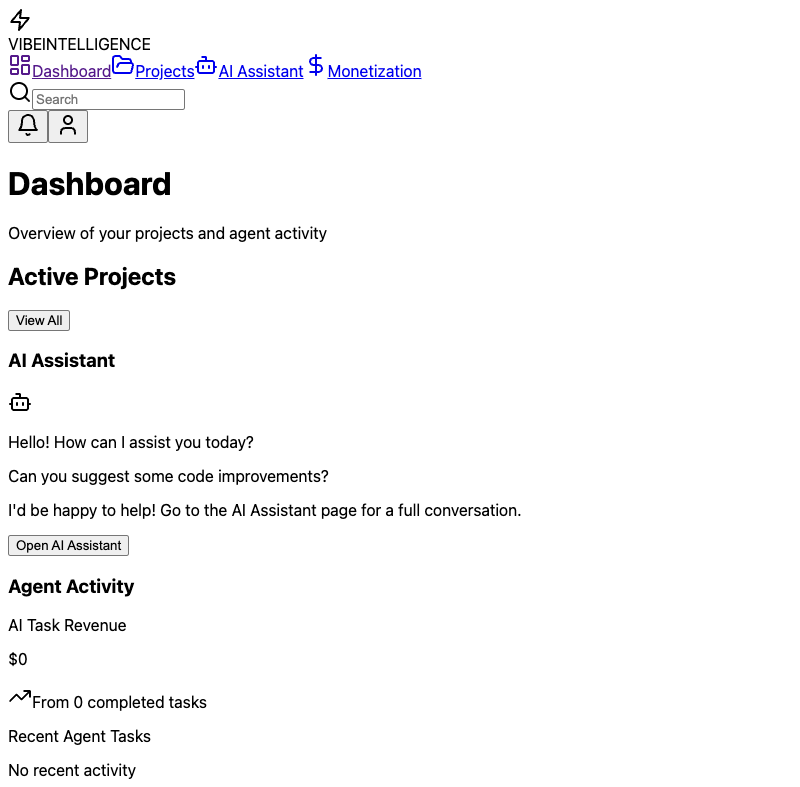 VIBEINTELLIGENCE
Dashboard Projects AI Assistant Monetization
Search
Dashboard
Overview of your projects and agent activity
Active Projects
View All
AI Assistant
Hello! How can I assist you today?
Can you suggest some code improvements?
I'd be happy to help! Go to the AI Assistant page for a full conversation.
Open AI Assistant
Agent Activity
AI Task Revenue
$0
From 0 completed tasks
Recent Agent Tasks
No recent activity